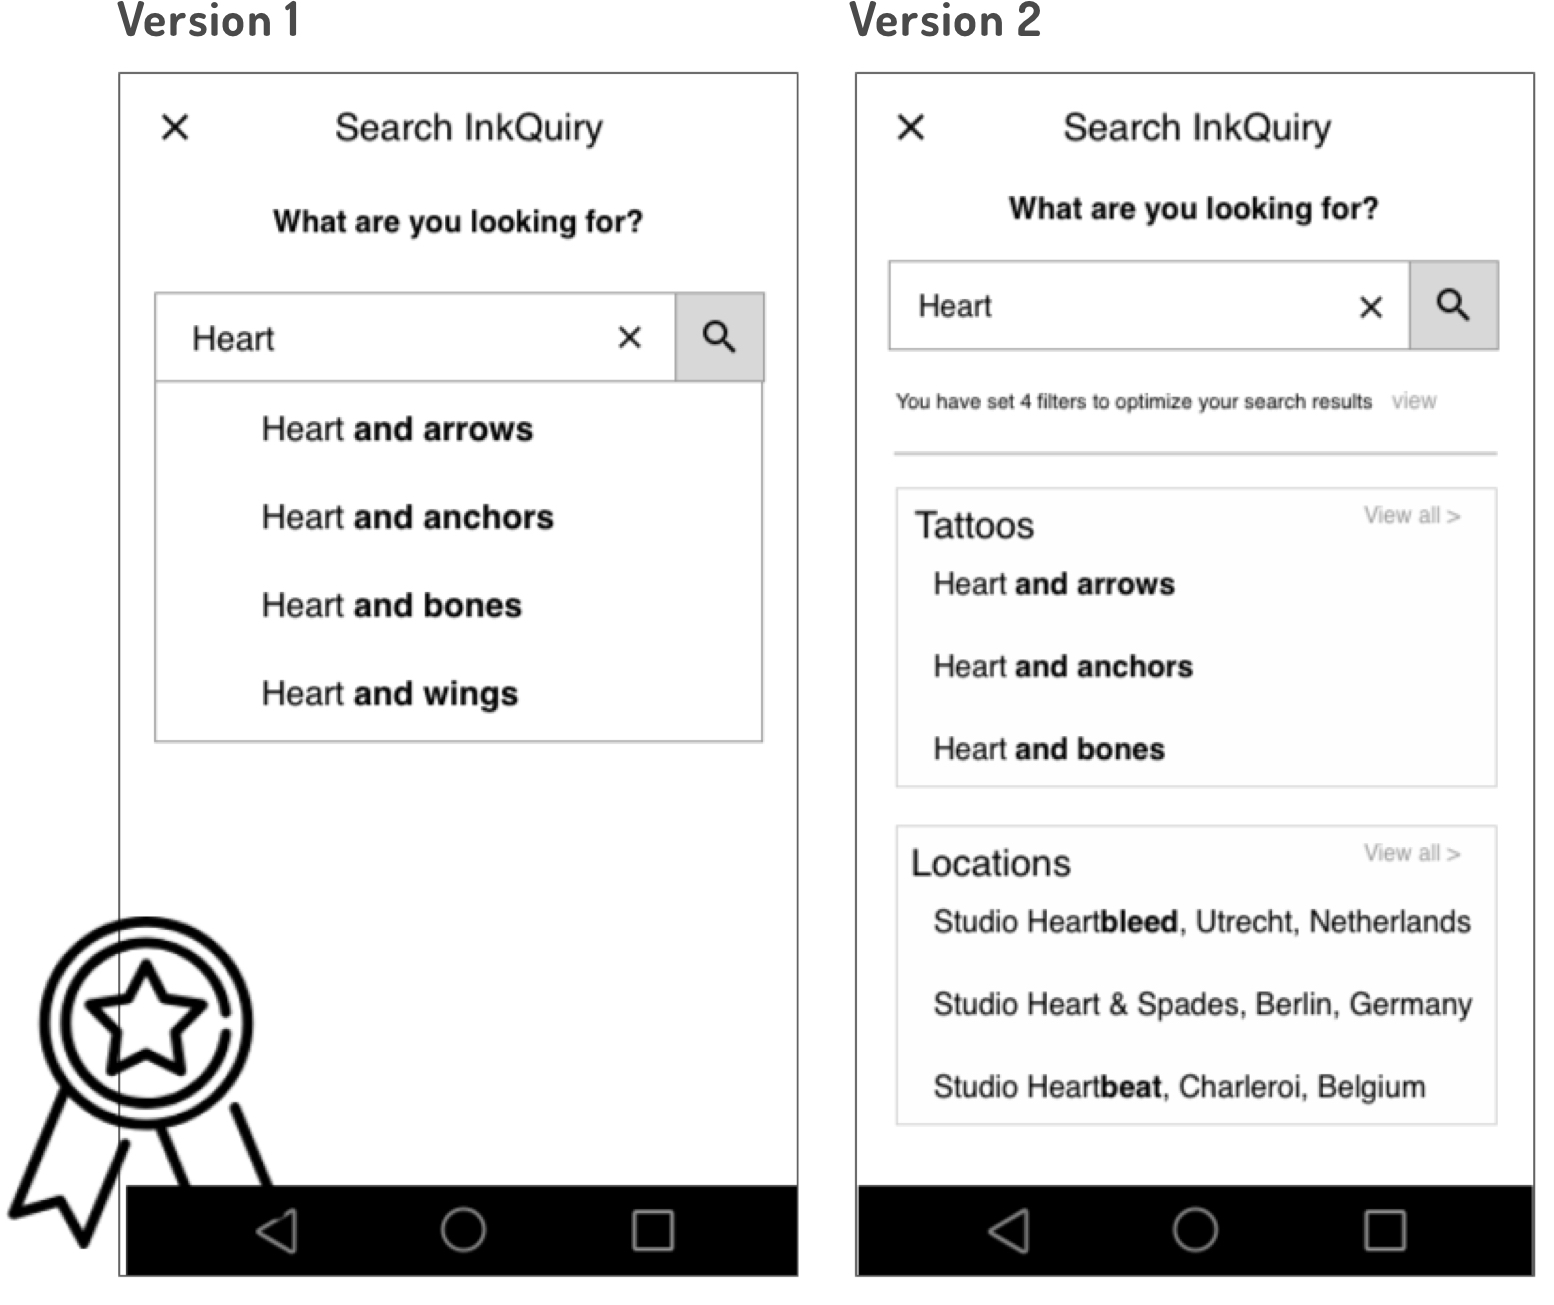 Version 1
Search InkQuiry
What are you looking for?
Heart
Heart and arrows
Heart and anchors
Heart and bones
Heart and wings
Version 2
Search InkQuiry
What are you looking for?
Heart
You have set 4 filters to optimize your search results view
Tattoos View all >
Heart and arrows
Heart and anchors
Heart and bones
Locations View all >
Studio Heartbleed, Utrecht, Netherlands
Studio Heart & Spades, Berlin, Germany
Studio Heartbeat, Charleroi, Belgium